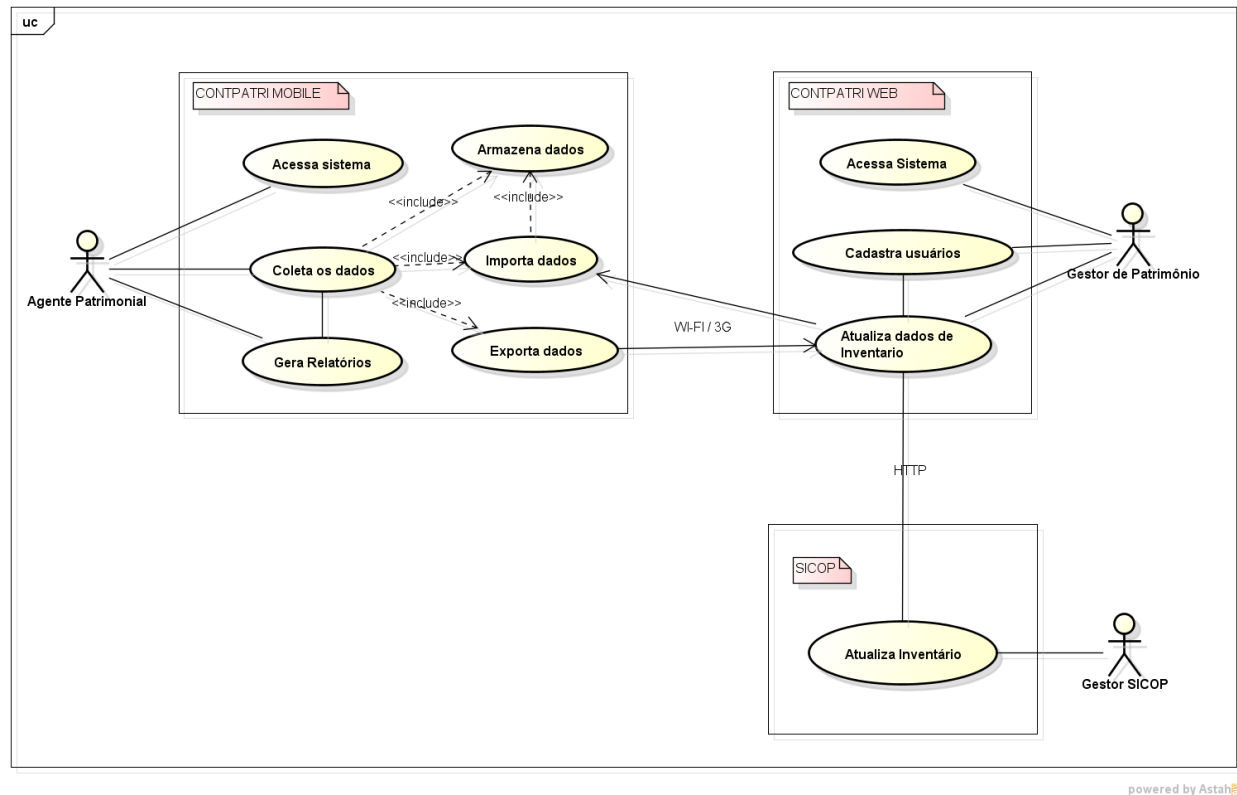 uc
CONTPATRI MOBILE
CONTPATRI WEB
Acessa sistema
Armazena dados
<<include>>
<<include>>
Coleta os dados
<<include>>
Importa dados
<<include>>
Gera Relatórios
Exporta dados
Agente Patrimonial
WI-FI / 3G
Acessa Sistema
Cadastra usuários
Atualiza dados de
Inventario
Gestor de Patrimônio
HTTP
SICOP
Atualiza Inventário
Gestor SICOP
powered by Astah